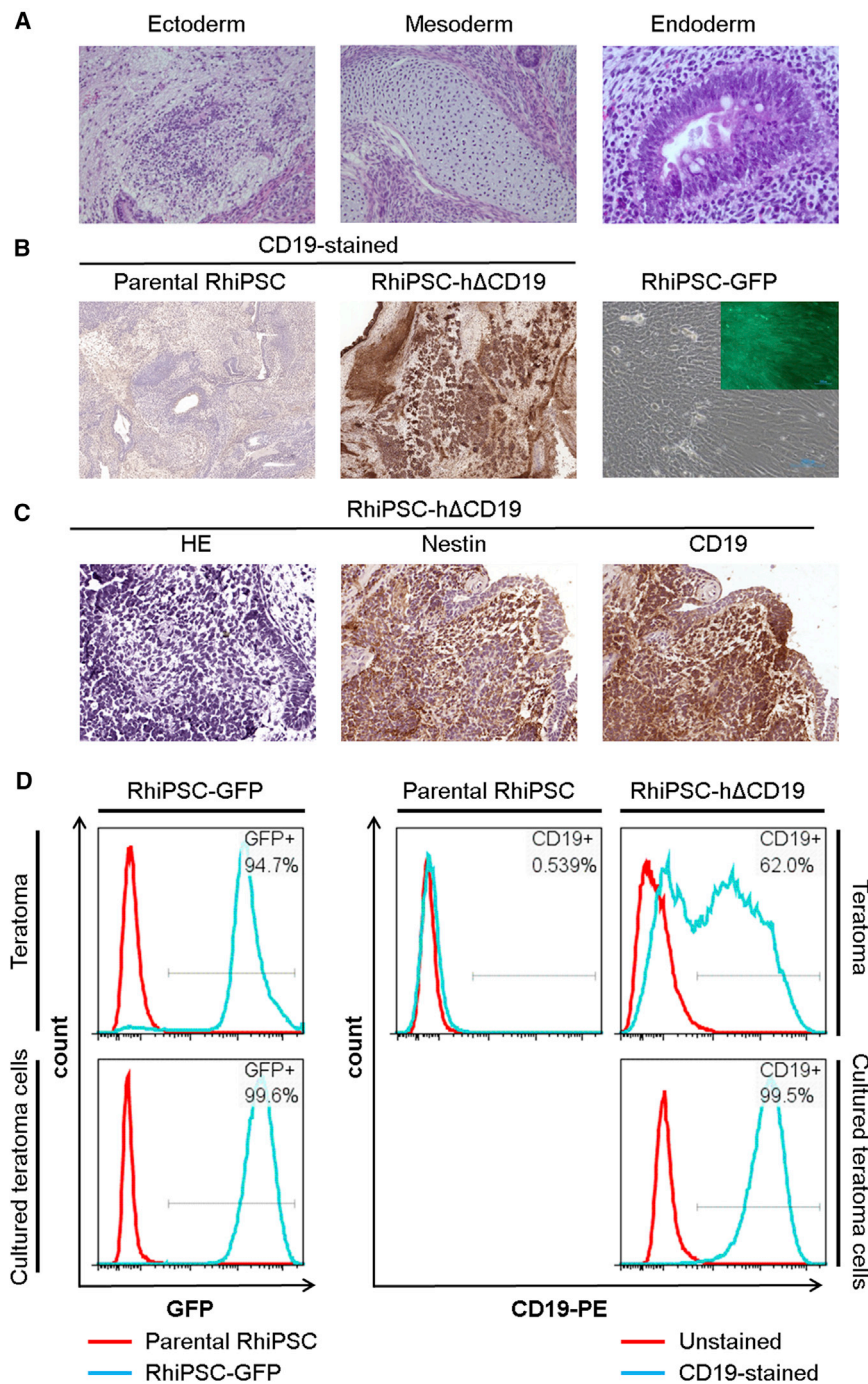 A
Ectoderm
Mesoderm
Endoderm
CD19-stained
B
Parental RhiPSC
RhiPSC-hΔCD19
RhiPSC-GFP
C
RhiPSC-hΔCD19
HE
Nestin
CD19
D
RhiPSC-GFP
Parental RhiPSC
RhiPSC-hΔCD19
Teratoma
GFP+
94.7%
CD19+
0.539%
CD19+
62.0%
Teratoma
count
Cultured teratoma cells
GFP+
99.6%
CD19+
99.5%
Cultured teratoma cells
GFP
CD19-PE
Parental RhiPSC
RhiPSC-GFP
Unstained
CD19-stained